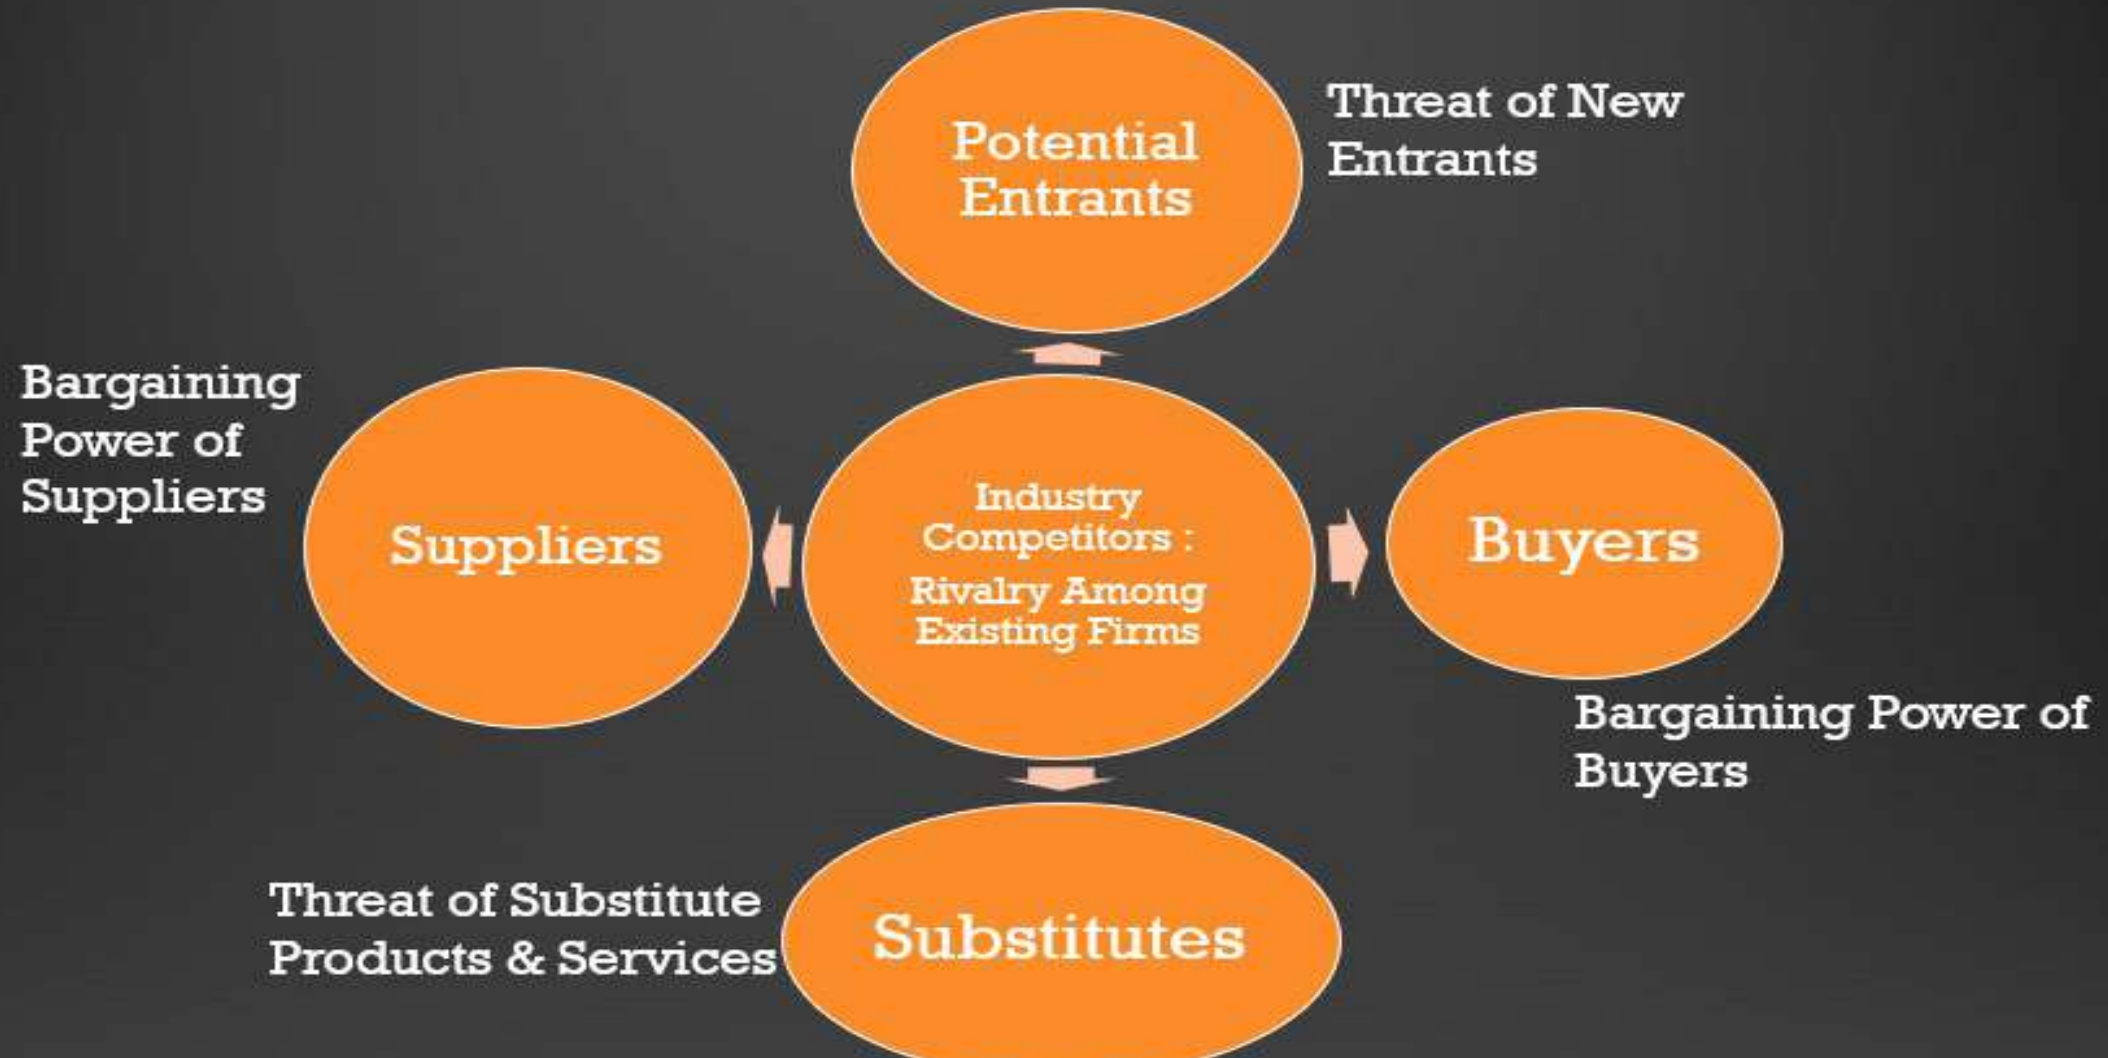 Potential
Entrants
Threat of New
Entrants
Bargaining
Power of
Suppliers
Suppliers
Industry
Competitors :
Rivalry Among
Existing Firms
Buyers
Bargaining Power of
Buyers
Threat of Substitute
Products & Services
Substitutes